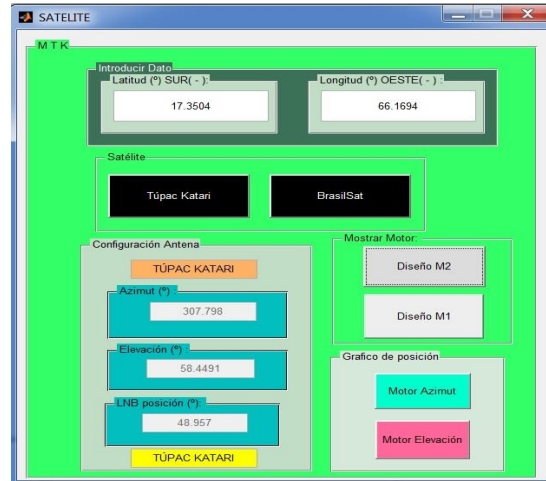 SATELITE
M T K
Introducir Dato
Latitud (º) SUR( - ):
Longitud (º) OESTE( - ) :
17.3504
66.1694
Satélite
Túpac Katari
BrasilSat
Configuración Antena
TÚPAC KATARI
Azimut (º) :
307.798
Elevación (º) :
58.4491
LNB posición (º):
48.957
TÚPAC KATARI
Mostrar Motor:
Diseño M2
Diseño M1
Grafico de posición
Motor Azimut
Motor Elevación